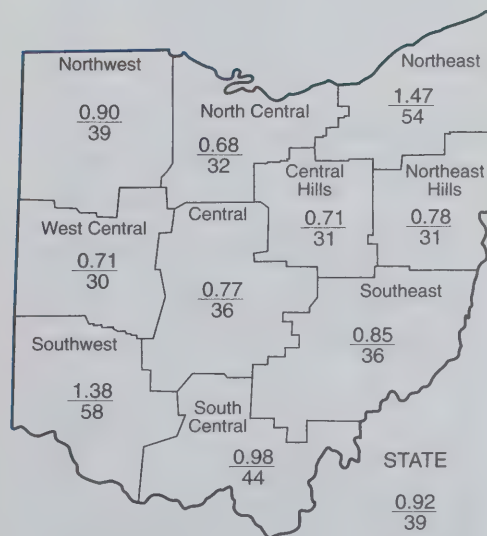 Northwest
0.90
39
North Central
0.68
32
Northeast
1.47
54
West Central
0.71
30
Central
0.77
36
Central
Hills
0.71
31
Northeast
Hills
0.78
31
Southwest
1.38
58
South
Central
0.98
44
Southeast
0.85
36
STATE
0.92
39